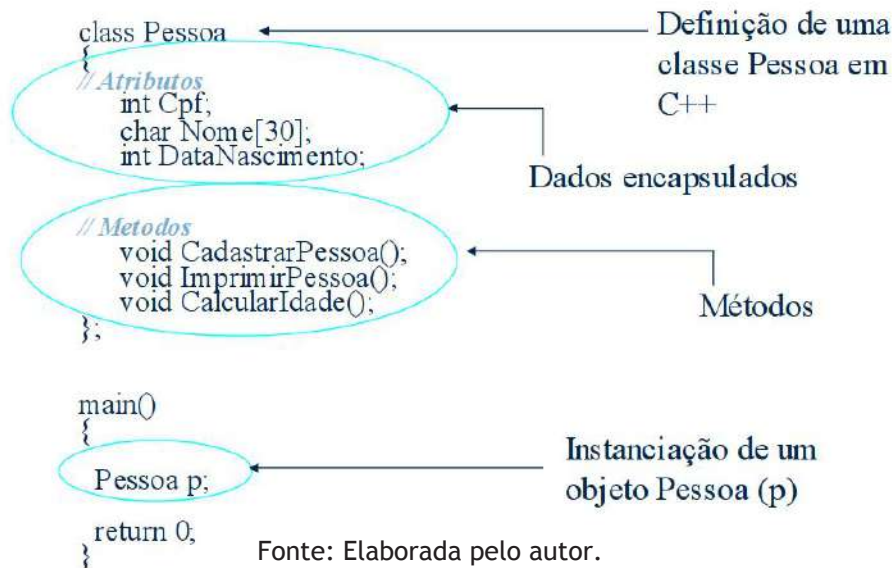 class Pessoa
{
// Atributos
int Cpf;
char Nome[30];
int DataNascimento;
// Metodos
void CadastrarPessoa();
void ImprimirPessoa();
void CalcularIdade();
};
main()
{
Pessoa p;
return 0;
}
Definição de uma
classe Pessoa em
C++
Dados encapsulados
Métodos
Instanciação de um
objeto Pessoa (p)
Fonte: Elaborada pelo autor.